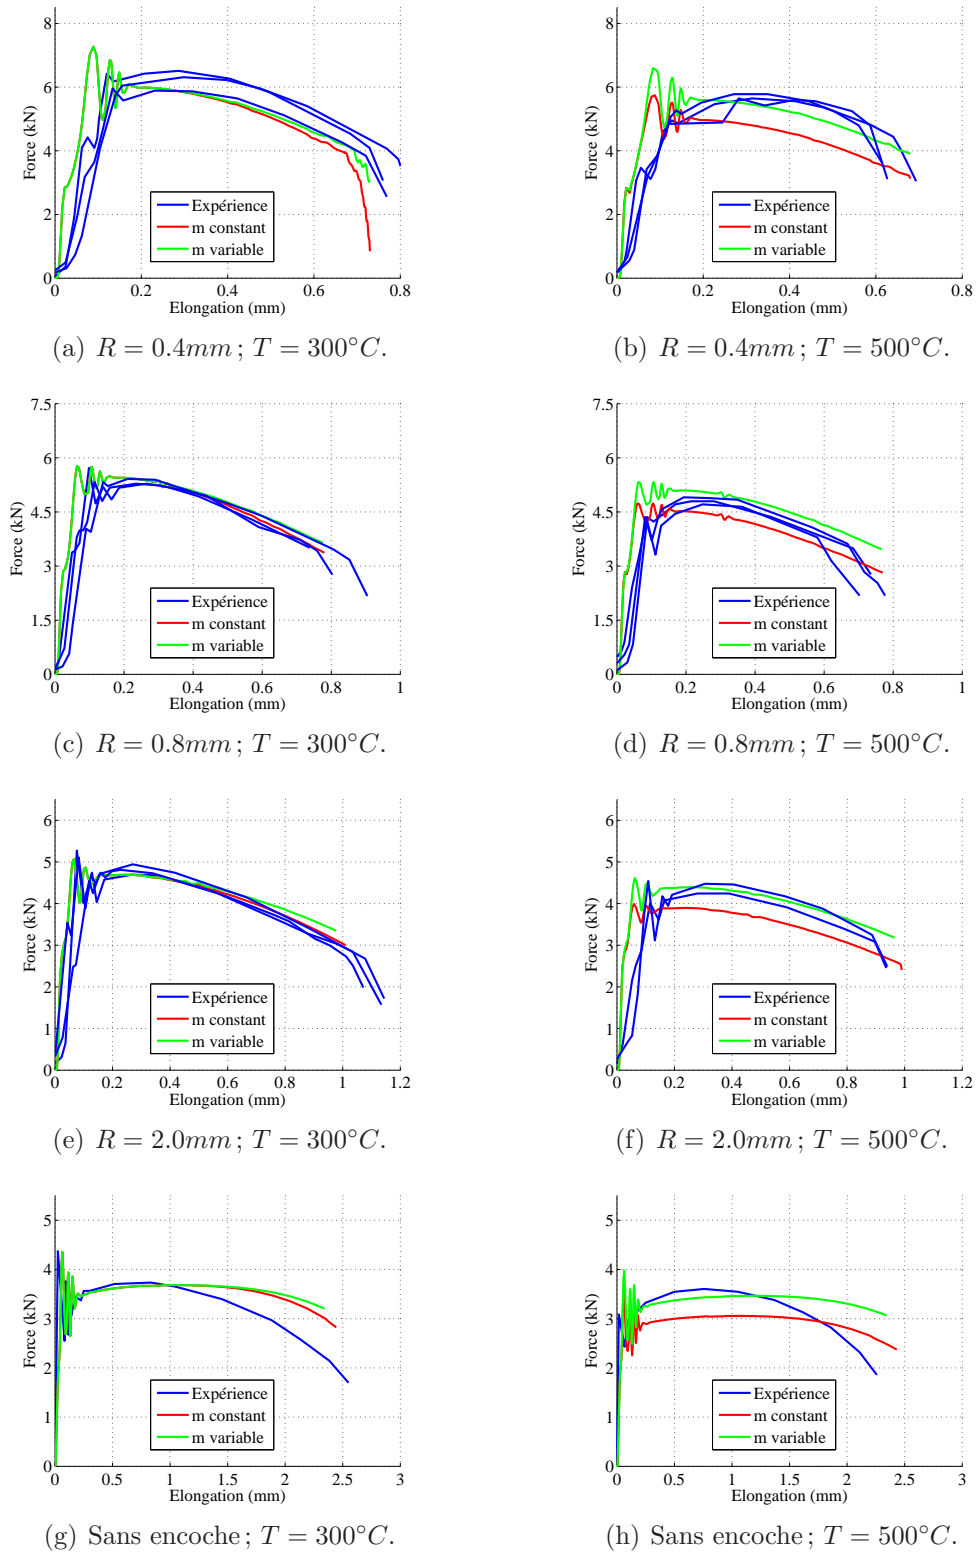 8
6
4
2
0
Force (kN)
Expérience
m constant
m variable
0 0.2 0.4 0.6 0.8
Elongation (mm)
(a) R = 0.4mm ; T = 300°C.
8
6
4
2
0
Force (kN)
Expérience
m constant
m variable
0 0.2 0.4 0.6 0.8
Elongation (mm)
(b) R = 0.4mm ; T = 500°C.
7.5
6
4.5
3
1.5
0
Force (kN)
Expérience
m constant
m variable
0 0.2 0.4 0.6 0.8 1
Elongation (mm)
(c) R = 0.8mm ; T = 300°C.
7.5
6
4.5
3
1.5
0
Force (kN)
Expérience
m constant
m variable
0 0.2 0.4 0.6 0.8 1
Elongation (mm)
(d) R = 0.8mm ; T = 500°C.
6
5
4
3
2
1
0
Force (kN)
Expérience
m constant
m variable
0 0.2 0.4 0.6 0.8 1 1.2
Elongation (mm)
(e) R = 2.0mm ; T = 300°C.
6
5
4
3
2
1
0
Force (kN)
Expérience
m constant
m variable
0 0.2 0.4 0.6 0.8 1 1.2
Elongation (mm)
(f) R = 2.0mm ; T = 500°C.
5
4
3
2
1
0
Force (kN)
Expérience
m constant
m variable
0 0.5 1 1.5 2 2.5 3
Elongation (mm)
(g) Sans encoche ; T = 300°C.
5
4
3
2
1
0
Force (kN)
Expérience
m constant
m variable
0 0.5 1 1.5 2 2.5 3
Elongation (mm)
(h) Sans encoche ; T = 500°C.